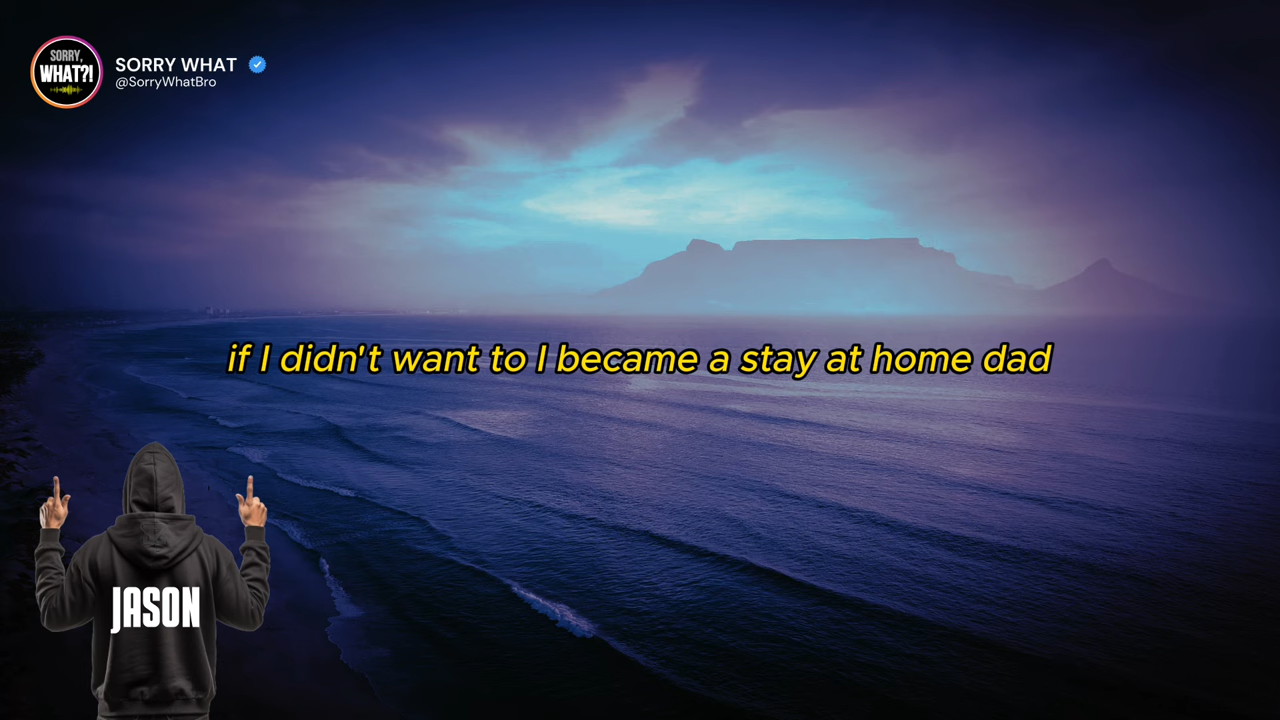 SORRY,
WHAT?!
SORRY WHAT
@SorryWhatBro
if I didn't want to I became a stay at home dad
JASON